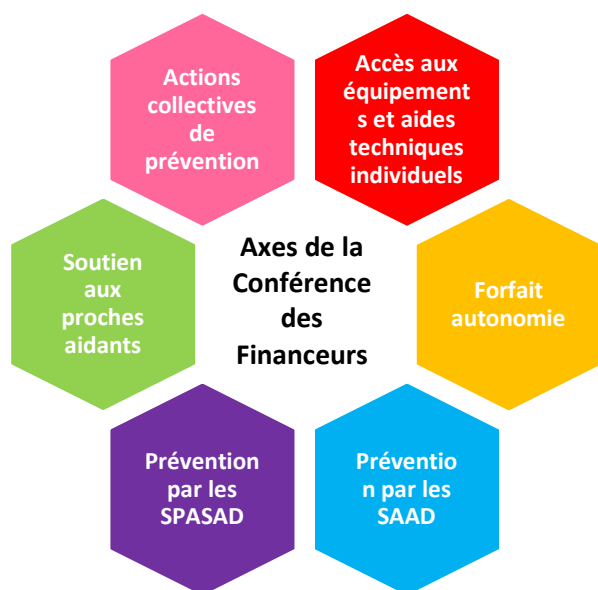 Actions
collectives
de
prévention
Accès aux
équipement
s et aides
techniques
individuels
Soutien
aux
proches
aidants
Axes de la
Conférence
des
Financeurs
Forfait
autonomie
Prévention
par les
SPASAD
Préventio
n par les
SAAD